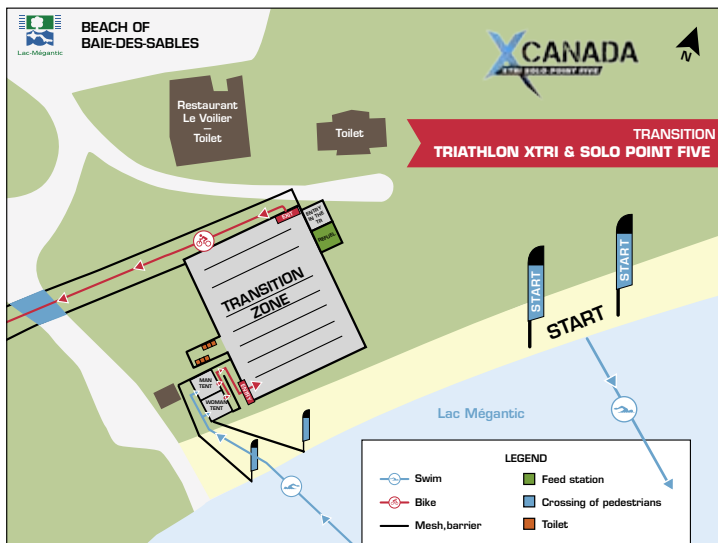 BEACH OF
BAIE-DES-SABLES
Lac-Mégantic
XCANADA
XTRI SOLO POINT FIVE
N
TRANSITION
TRIATHLON XTRI & SOLO POINT FIVE
Restaurant
Le Voilier
–
Toilet
Toilet
EXIT
ENTRY
IN THE
TR
REFUEL
TRANSITION
ZONE
START
START
START
MAN
TENT
WOMAN
TENT
Lac Mégantic
LEGEND
Swim
Feed station
Bike
Crossing of pedestrians
Mesh,barrier
Toilet